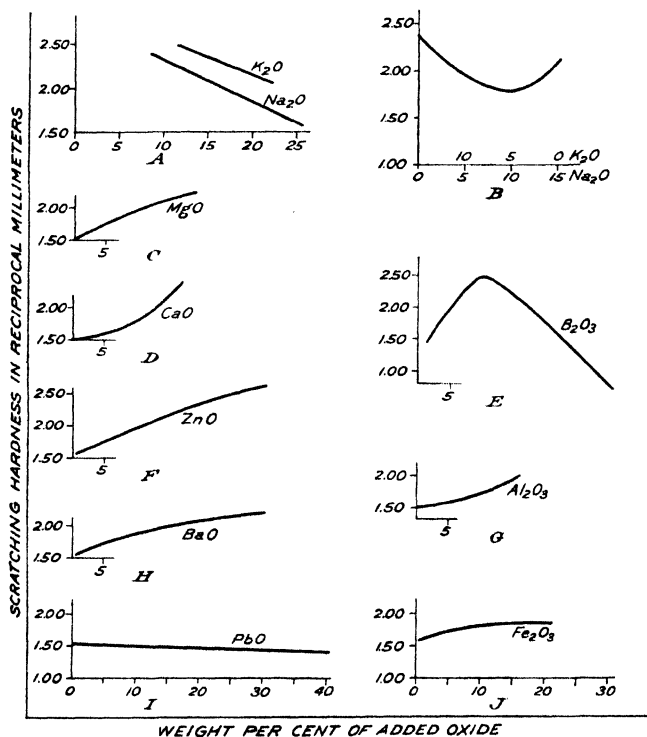 SCRATCHING HARDNESS IN RECIPROCAL MILLIMETERS
2.50
2.00
1.50
K₂O
Na₂O
0 5 10 15 20 25
A
2.50
2.00
1.50
1.00
10 5 0 K₂O
0 5 10 15 Na₂O
B
2.00
1.50
MgO
5
C
2.00
1.50
CaO
5
D
2.50
2.00
1.50
1.00
B₂O₃
5
E
2.50
2.00
1.50
ZnO
5
F
2.00
1.50
Al₂O₃
5
G
2.00
1.50
BaO
5
H
2.00
1.50
1.00
PbO
0 10 20 30 40
I
2.00
1.50
1.00
Fe₂O₃
0 10 20 30
J
WEIGHT PER CENT OF ADDED OXIDE